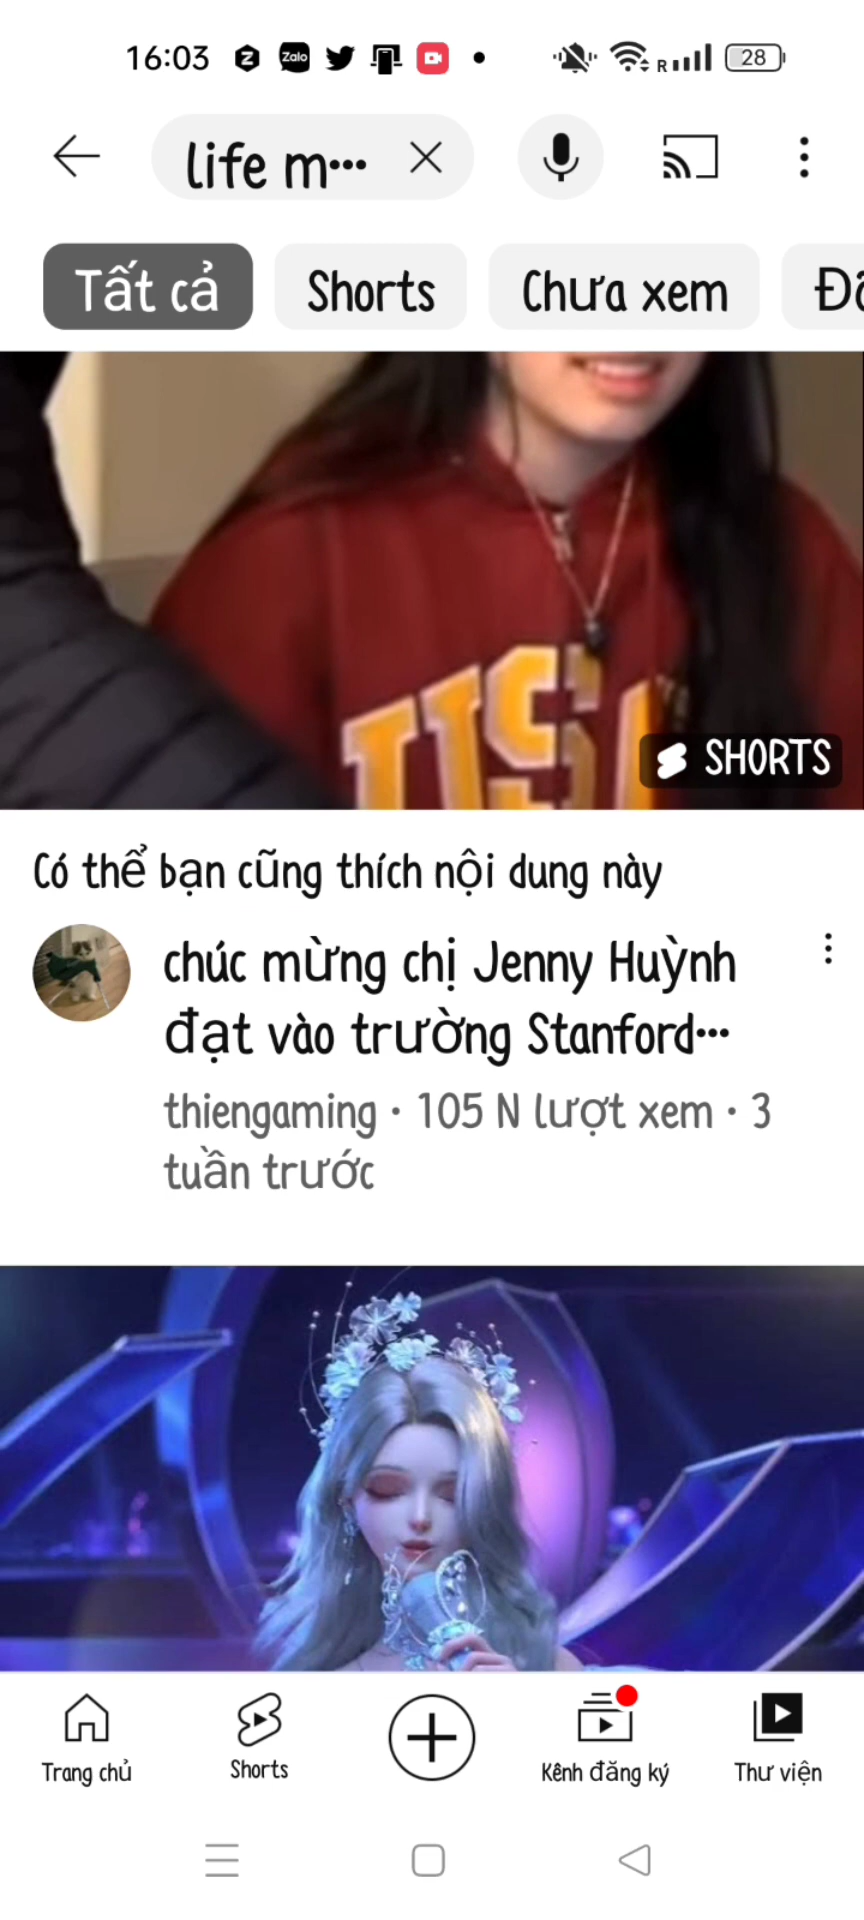 16:03 Zalo R 28
life m...
Tất cả Shorts Chưa xem
SHORTS
Có thể bạn cũng thích nội dung này
chúc mừng chị Jenny Huỳnh
đạt vào trường Stanford...
thiengaming · 105 N lượt xem · 3
tuần trước
Trang chủ Shorts Kênh đăng ký Thư viện